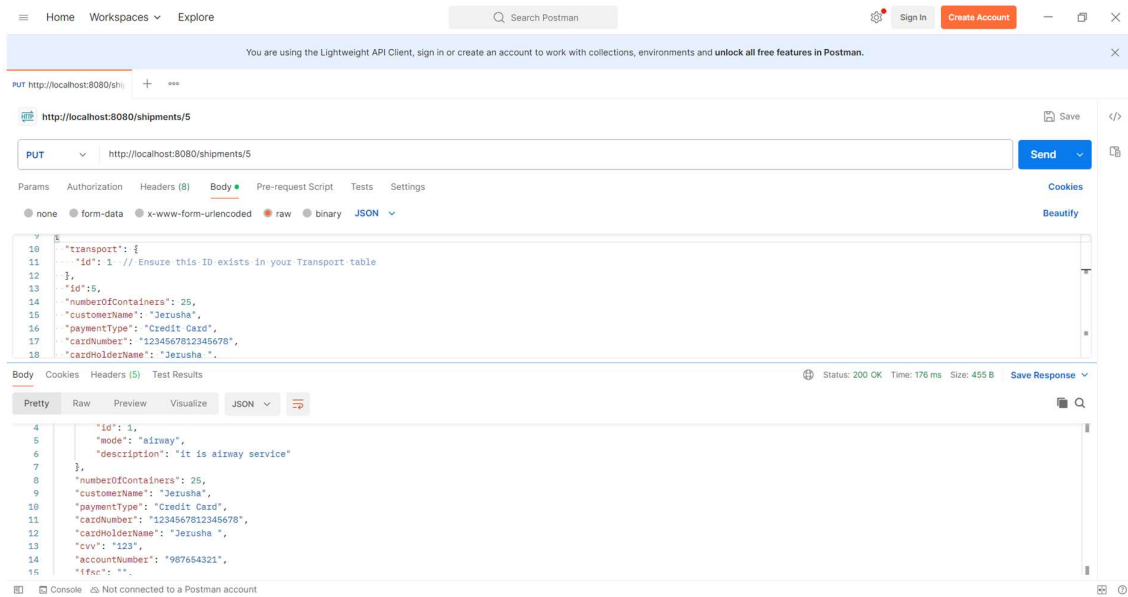 Home Workspaces Explore Search Postman Sign In Create Account
You are using the Lightweight API Client, sign in or create an account to work with collections, environments and unlock all free features in Postman.
PUT http://localhost:8080/shi
HTTP http://localhost:8080/shipments/5 Save
PUT http://localhost:8080/shipments/5 Send
Params Authorization Headers (8) Body Pre-request Script Tests Settings Cookies
none form-data x-www-form-urlencoded raw binary JSON Beautify
9 {
10 "transport": {
11 "id": 1 // Ensure this ID exists in your Transport table
12 },
13 "id":5,
14 "numberOfContainers": 25,
15 "customerName": "Jerusha",
16 "paymentType": "Credit Card",
17 "cardNumber": "1234567812345678",
18 "cardHolderName": "Jerusha ",
Body Cookies Headers (5) Test Results Status: 200 OK Time: 176 ms Size: 455 B Save Response
Pretty Raw Preview Visualize JSON
4 "id": 1,
5 "mode": "airway",
6 "description": "it is airway service"
7 },
8 "numberOfContainers": 25,
9 "customerName": "Jerusha",
10 "paymentType": "Credit Card",
11 "cardNumber": "1234567812345678",
12 "cardHolderName": "Jerusha ",
13 "cvv": "123",
14 "accountNumber": "987654321",
15 "ifsc": "",
Console Not connected to a Postman account